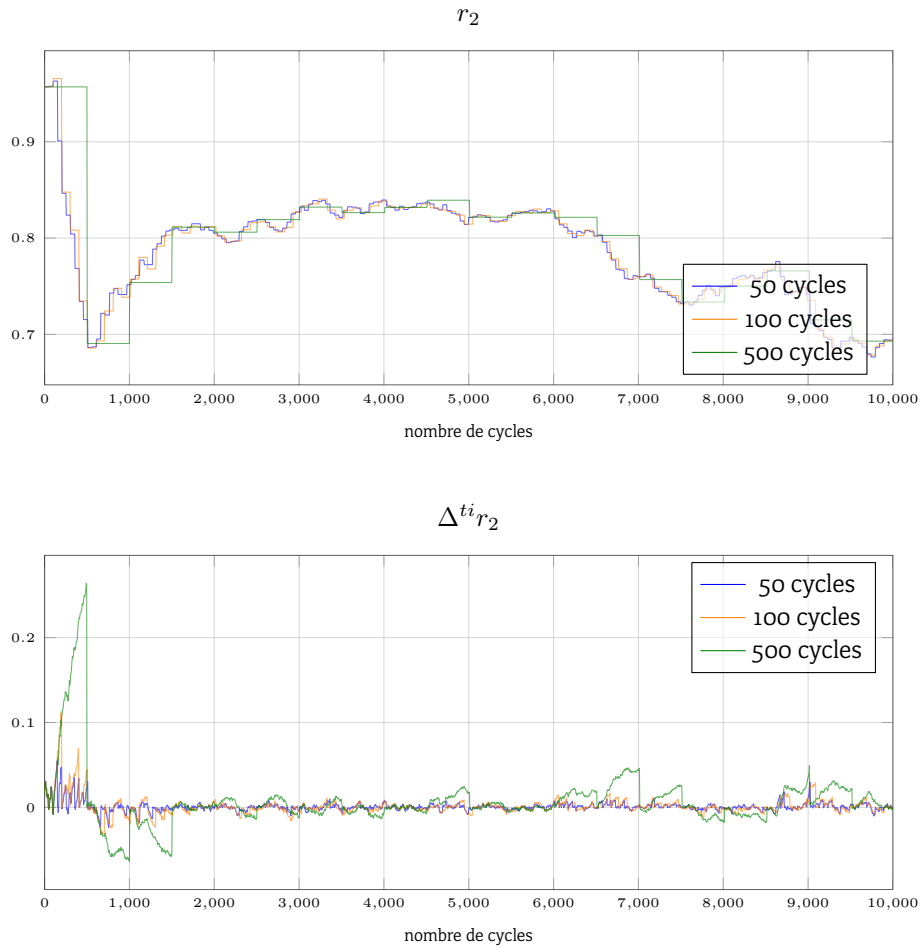 r₂
0.9
0.8
0.7
0 1,000 2,000 3,000 4,000 5,000 6,000 7,000 8,000 9,000 10,000
nombre de cycles
50 cycles
100 cycles
500 cycles
Δᵗⁱr₂
0.2
0.1
0
0 1,000 2,000 3,000 4,000 5,000 6,000 7,000 8,000 9,000 10,000
nombre de cycles
50 cycles
100 cycles
500 cycles